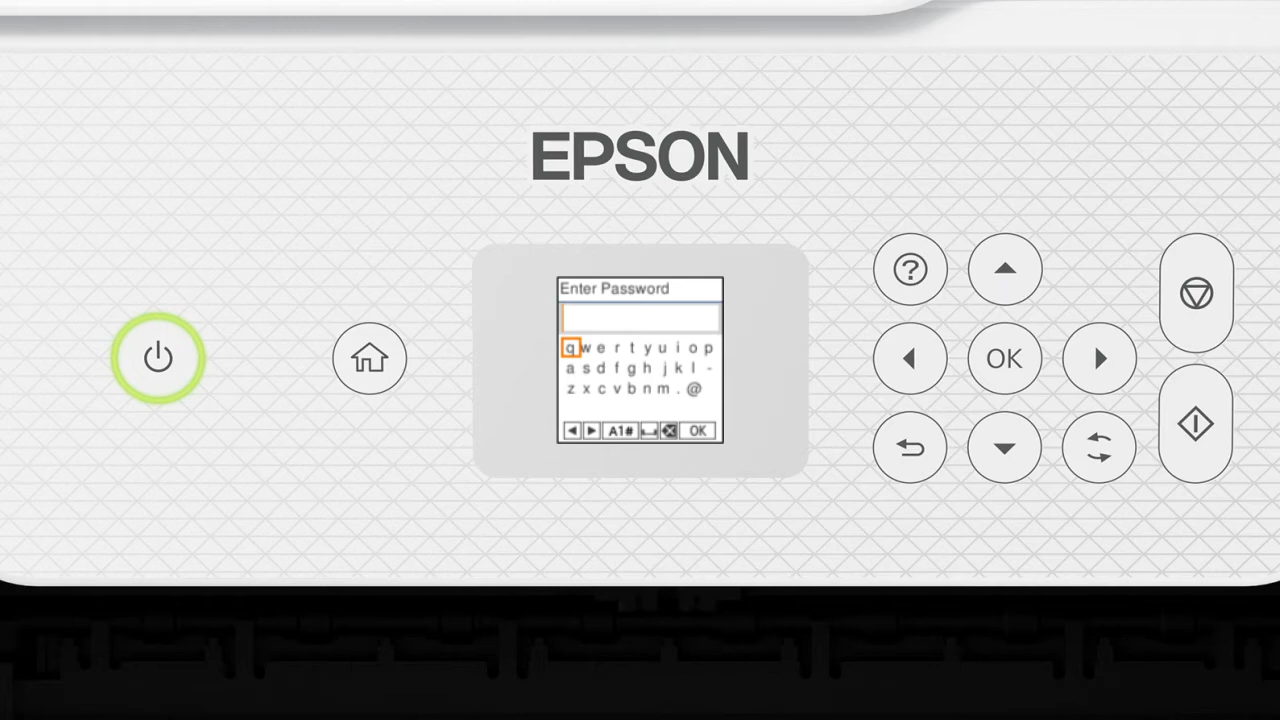 EPSON
Enter Password
q w e r t y u i o p
a s d f g h j k l -
z x c v b n m . @
A1# OK
?
OK